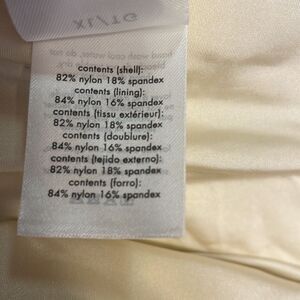 XL/TG
contents (shell):
82% nylon 18% spandex
contents (lining):
84% nylon 16% spandex
contents (tissu extérieur):
82% nylon 18% spandex
contents (doublure):
84% nylon 16% spandex
contents (tejido externo):
82% nylon 18% spandex
contents (forro):
84% nylon 16% spandex